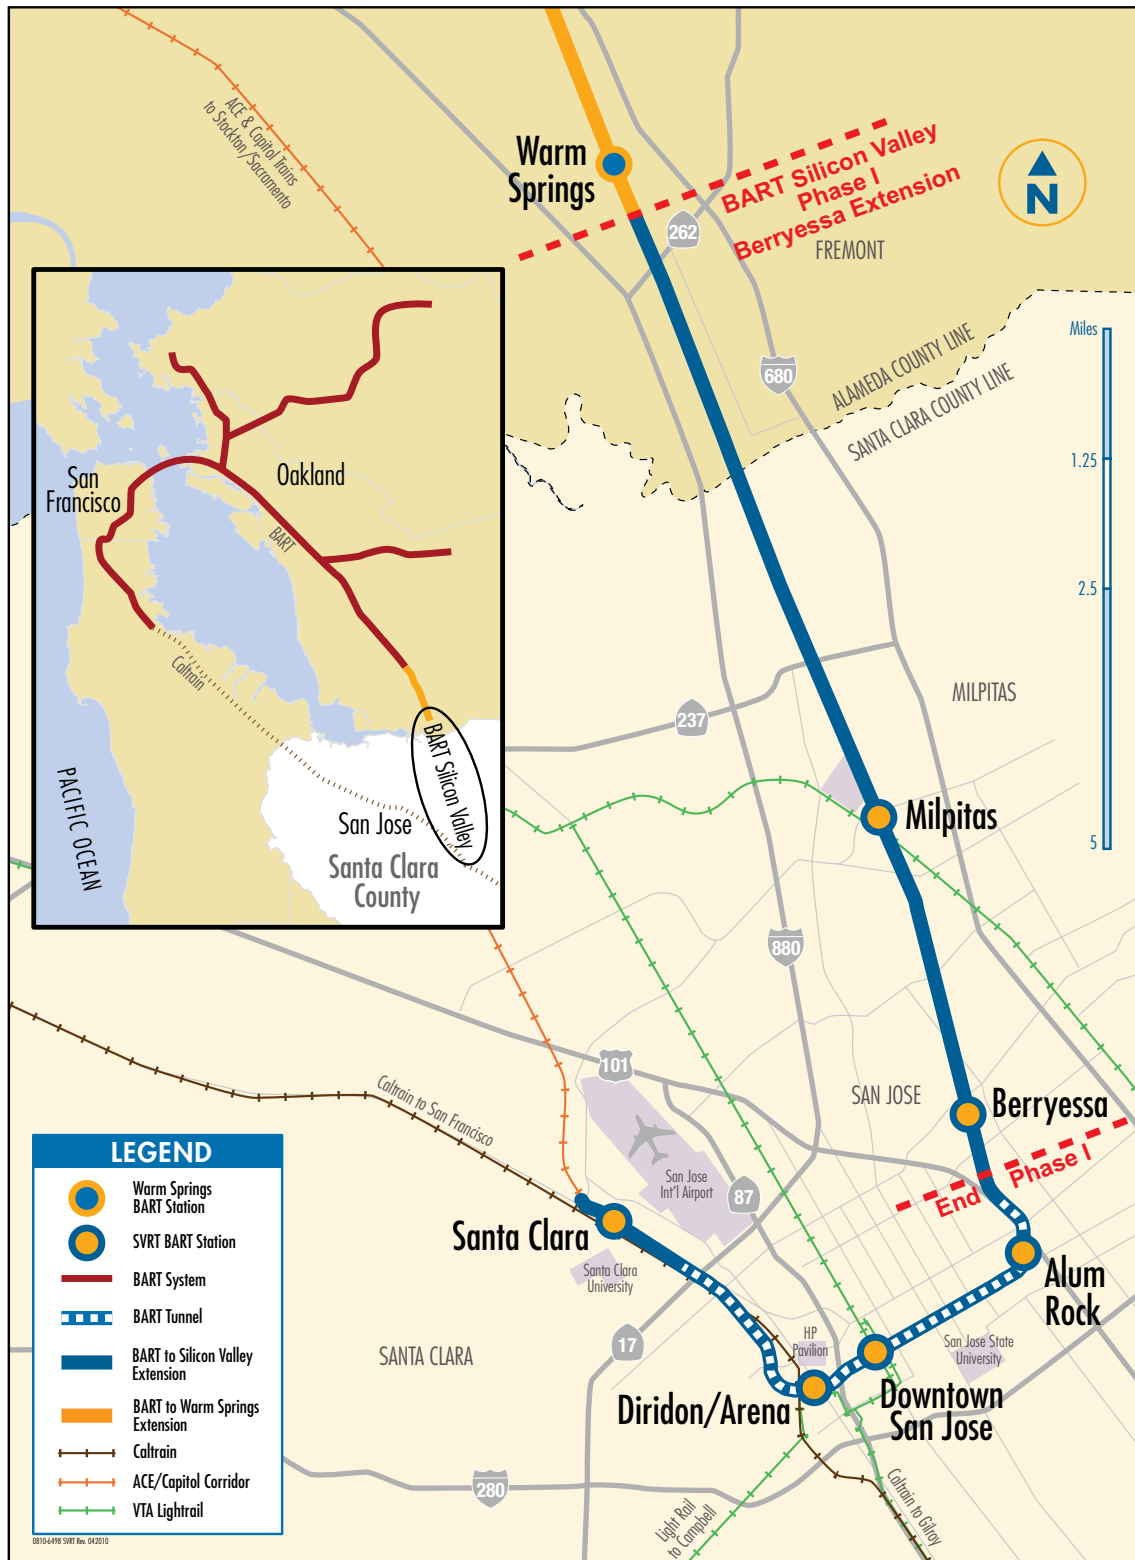 Warm
Springs
BART Silicon Valley
Phase I
Berryessa Extension
N
ACE & Capitol Trains
to Stockton/Sacramento
262
FREMONT
680
ALAMEDA COUNTY LINE
SANTA CLARA COUNTY LINE
Miles
1.25
2.5
5
San
Francisco
Oakland
BART
Caltrain
PACIFIC OCEAN
BART Silicon Valley
San Jose
Santa Clara
County
237
MILPITAS
Milpitas
880
101
SAN JOSE
Berryessa
End Phase I
Caltrain to San Francisco
San Jose
Int'l Airport
87
Santa Clara
Santa Clara
University
Alum
Rock
17
SANTA CLARA
HP
Pavilion
San Jose State
University
Diridon/Arena
Downtown
San Jose
280
Light Rail
to Campbell
Caltrain to Gilroy
LEGEND
Warm Springs
BART Station
SVRT BART Station
BART System
BART Tunnel
BART to Silicon Valley
Extension
BART to Warm Springs
Extension
Caltrain
ACE/Capitol Corridor
VTA Lightrail
0810-6498 SVRT Rev. 042010